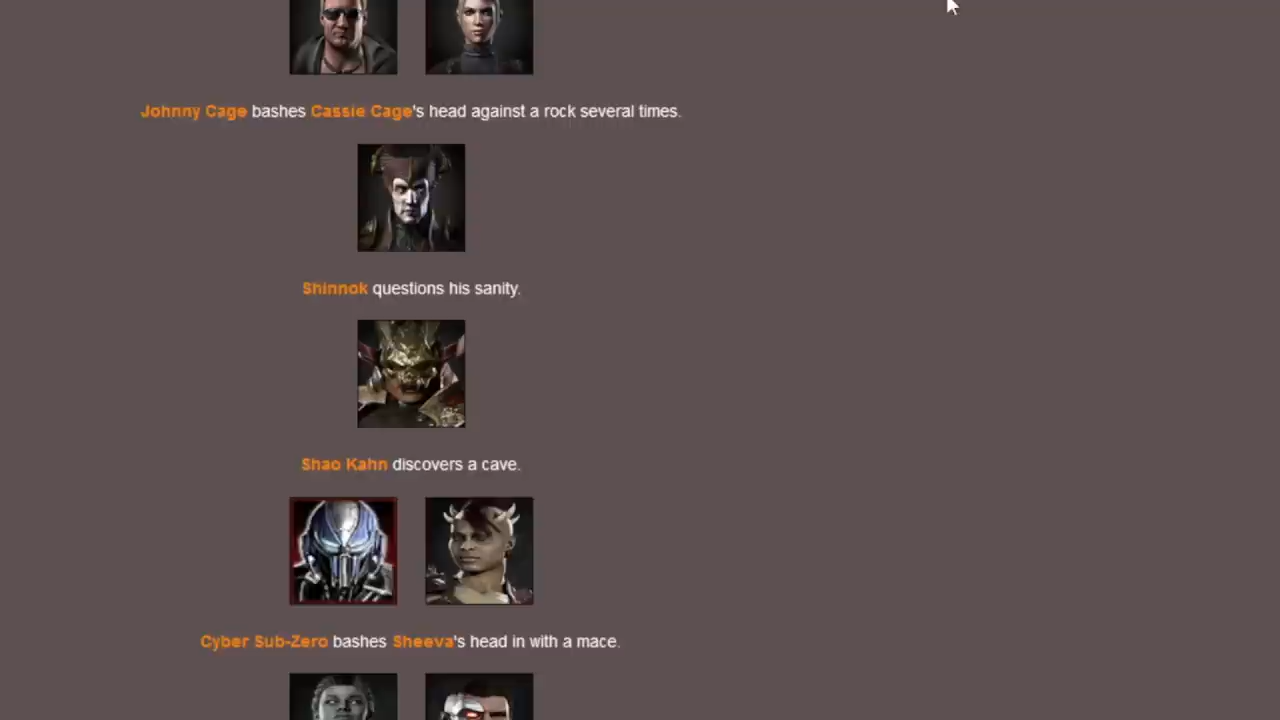 Johnny Cage bashes Cassie Cage's head against a rock several times.
Shinnok questions his sanity.
Shao Kahn discovers a cave.
Cyber Sub-Zero bashes Sheeva's head in with a mace.